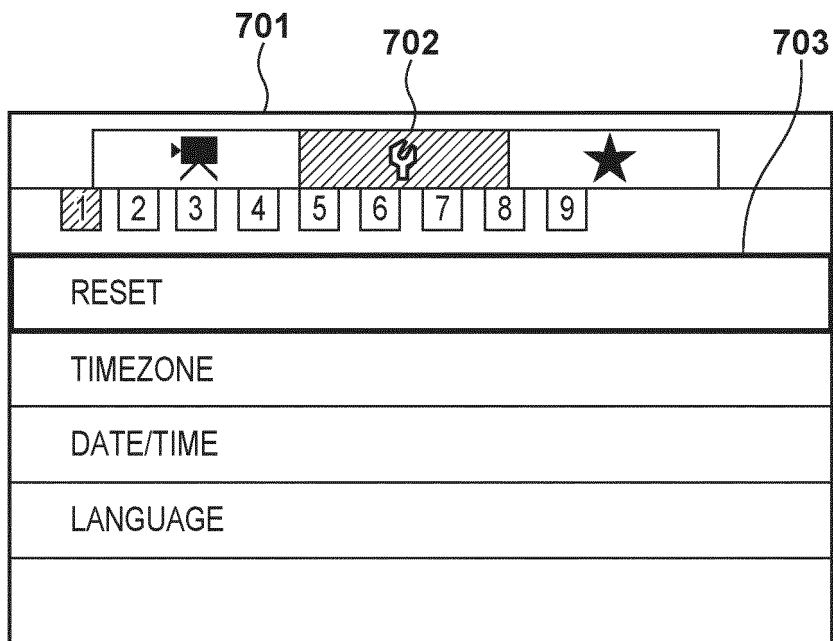 701
702
703
1 2 3 4 5 6 7 8 9
RESET
TIMEZONE
DATE/TIME
LANGUAGE